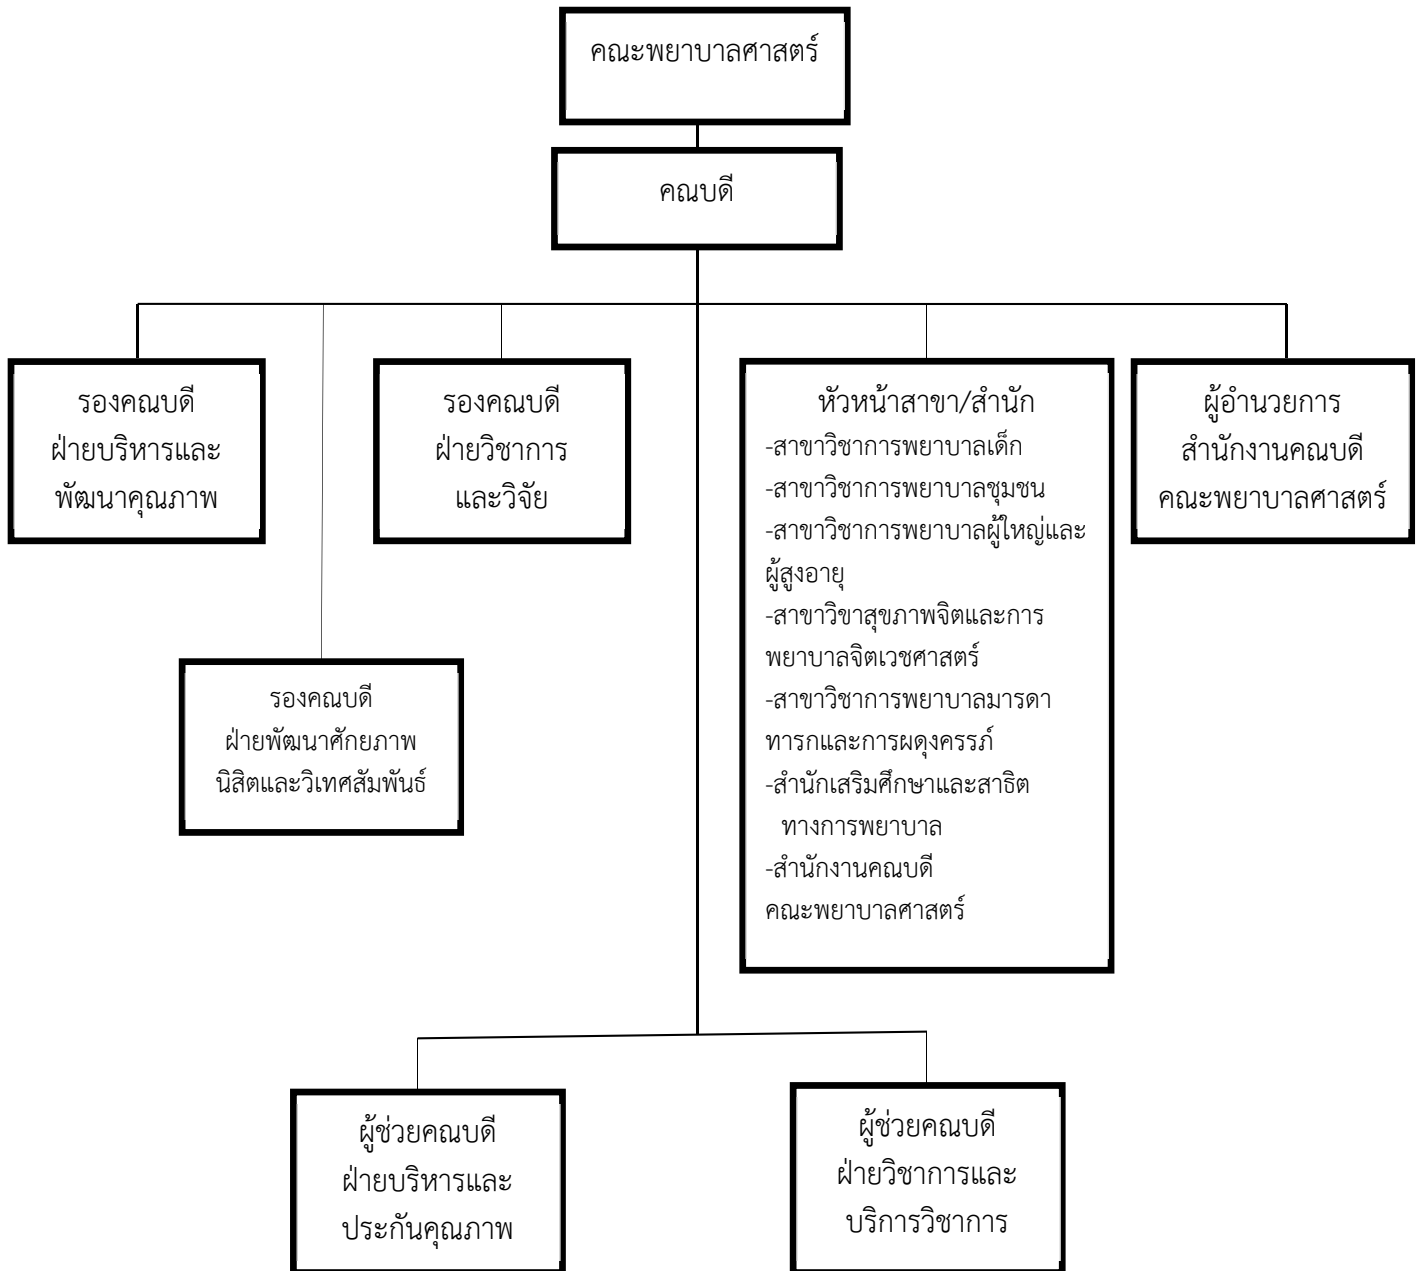 คณะพยาบาลศาสตร์
คณบดี
รองคณบดี
ฝ่ายบริหารและ
พัฒนาคุณภาพ
รองคณบดี
ฝ่ายวิชาการ
และวิจัย
หัวหน้าสาขา/สำนัก
-สาขาวิชาการพยาบาลเด็ก
-สาขาวิชาการพยาบาลชุมชน
-สาขาวิชาการพยาบาลผู้ใหญ่และ
ผู้สูงอายุ
-สาขาวิขาสุขภาพจิตและการ
พยาบาลจิตเวชศาสตร์
-สาขาวิชาการพยาบาลมารดา
ทารกและการผดุงครรภ์
-สำนักเสริมศึกษาและสาธิต
ทางการพยาบาล
-สำนักงานคณบดี
คณะพยาบาลศาสตร์
ผู้อำนวยการ
สำนักงานคณบดี
คณะพยาบาลศาสตร์
รองคณบดี
ฝ่ายพัฒนาศักยภาพ
นิสิตและวิเทศสัมพันธ์
ผู้ช่วยคณบดี
ฝ่ายบริหารและ
ประกันคุณภาพ
ผู้ช่วยคณบดี
ฝ่ายวิชาการและ
บริการวิชาการ